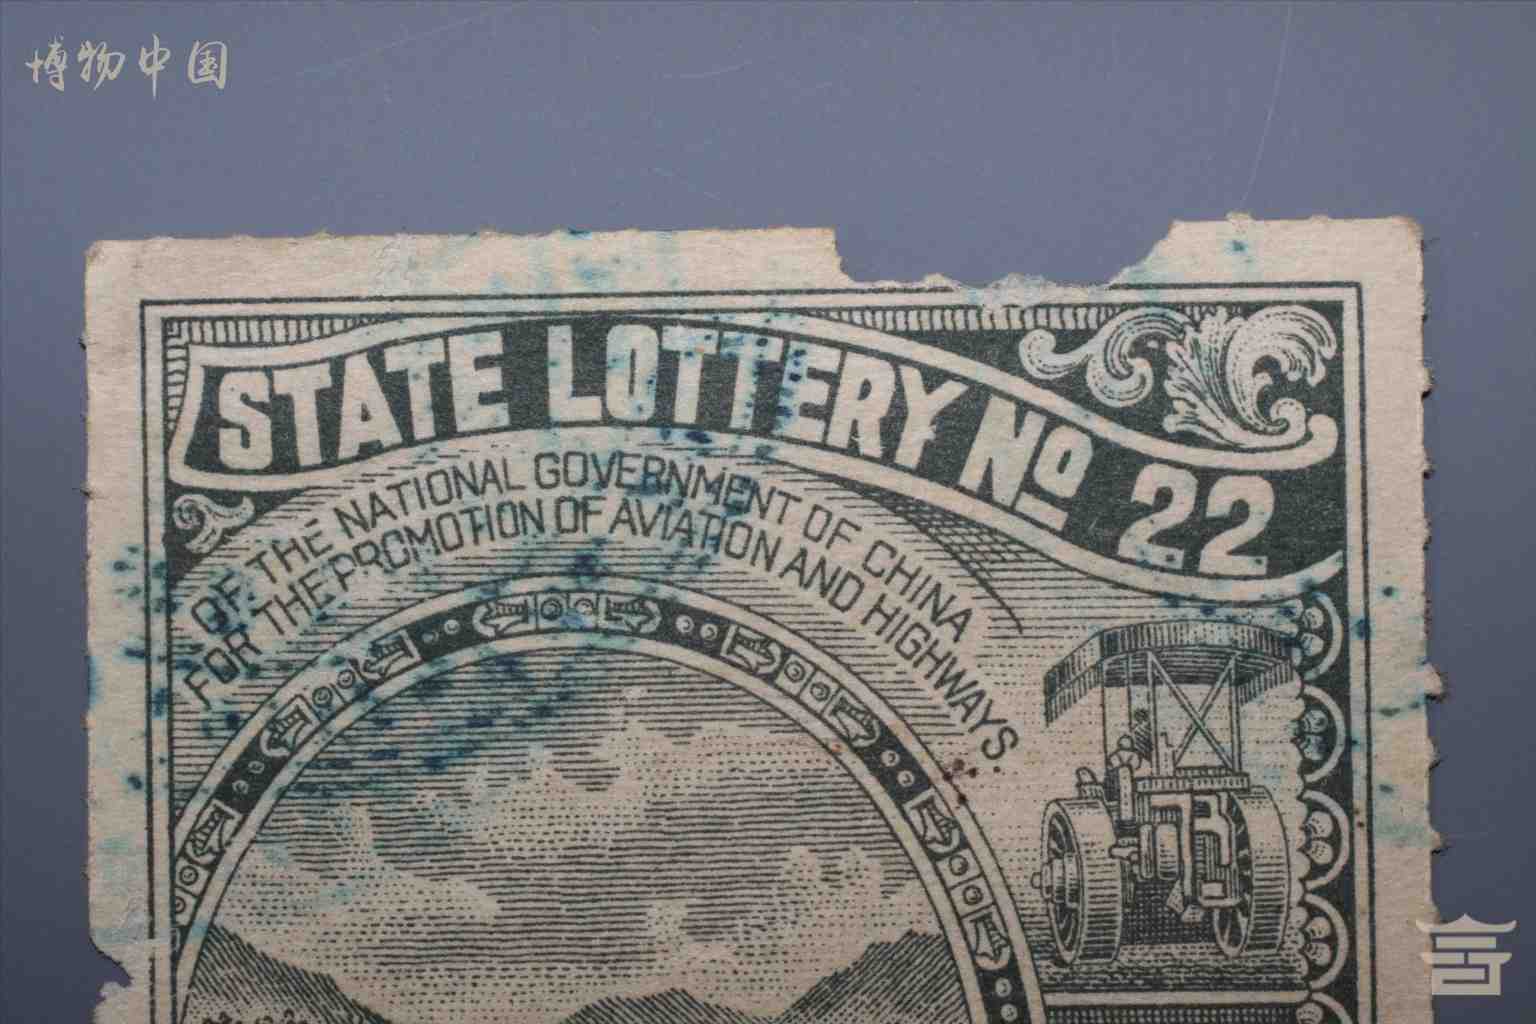 博物中国
STATE LOTTERY No 22
OF THE NATIONAL GOVERNMENT OF CHINA
FOR THE PROMOTION OF AVIATION AND HIGHWAYS.